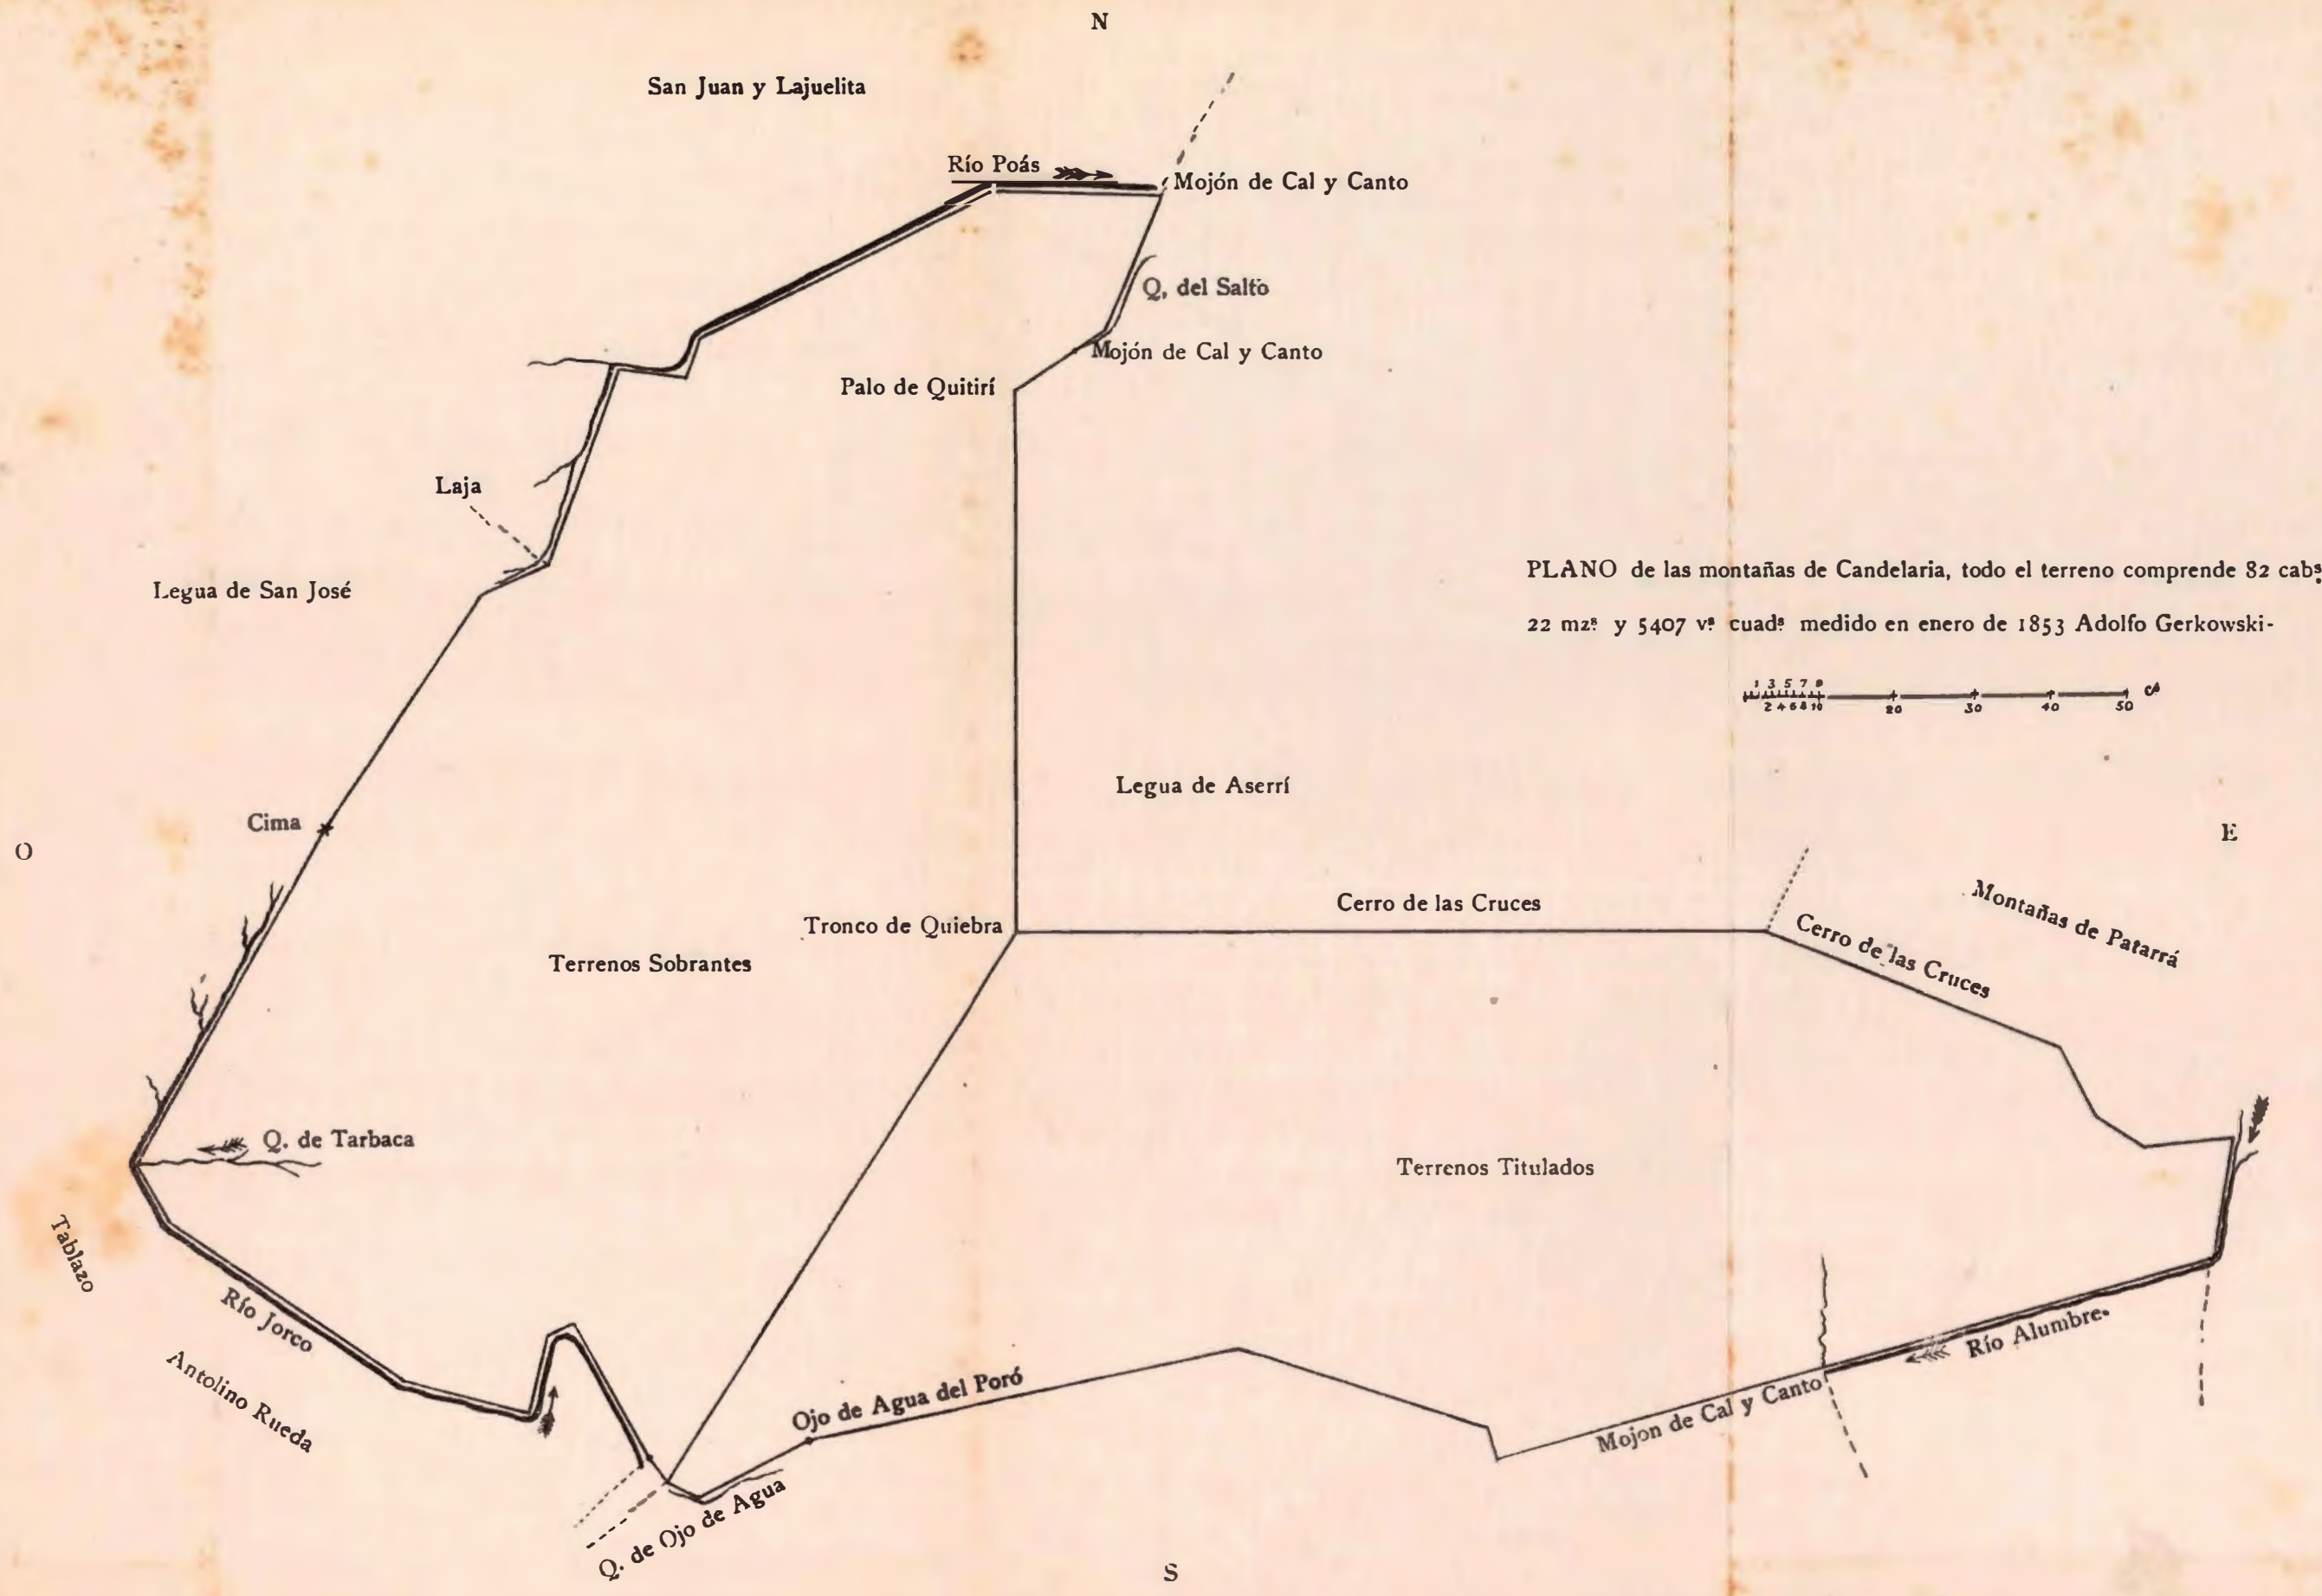 N
San Juan y Lajuelita
Río Poás
Mojón de Cal y Canto
Q, del Salto
Mojón de Cal y Canto
Palo de Quitirí
Laja
Legua de San José
PLANO de las montañas de Candelaria, todo el terreno comprende 82 cabs
22 mzs y 5407 vs cuads medido en enero de 1853 Adolfo Gerkowski-
1 3 5 7 9
2 4 6 8 10 20 30 40 50
Legua de Aserrí
Cima
O
E
Cerro de las Cruces
Montañas de Patarrá
Tronco de Quiebra
Cerro de las Cruces
Terrenos Sobrantes
Q. de Tarbaca
Terrenos Titulados
Tablazo
Río Jorco
Río Alumbre
Antolino Rueda
Ojo de Agua del Poró
Mojon de Cal y Canto
Q. de Ojo de Agua
S